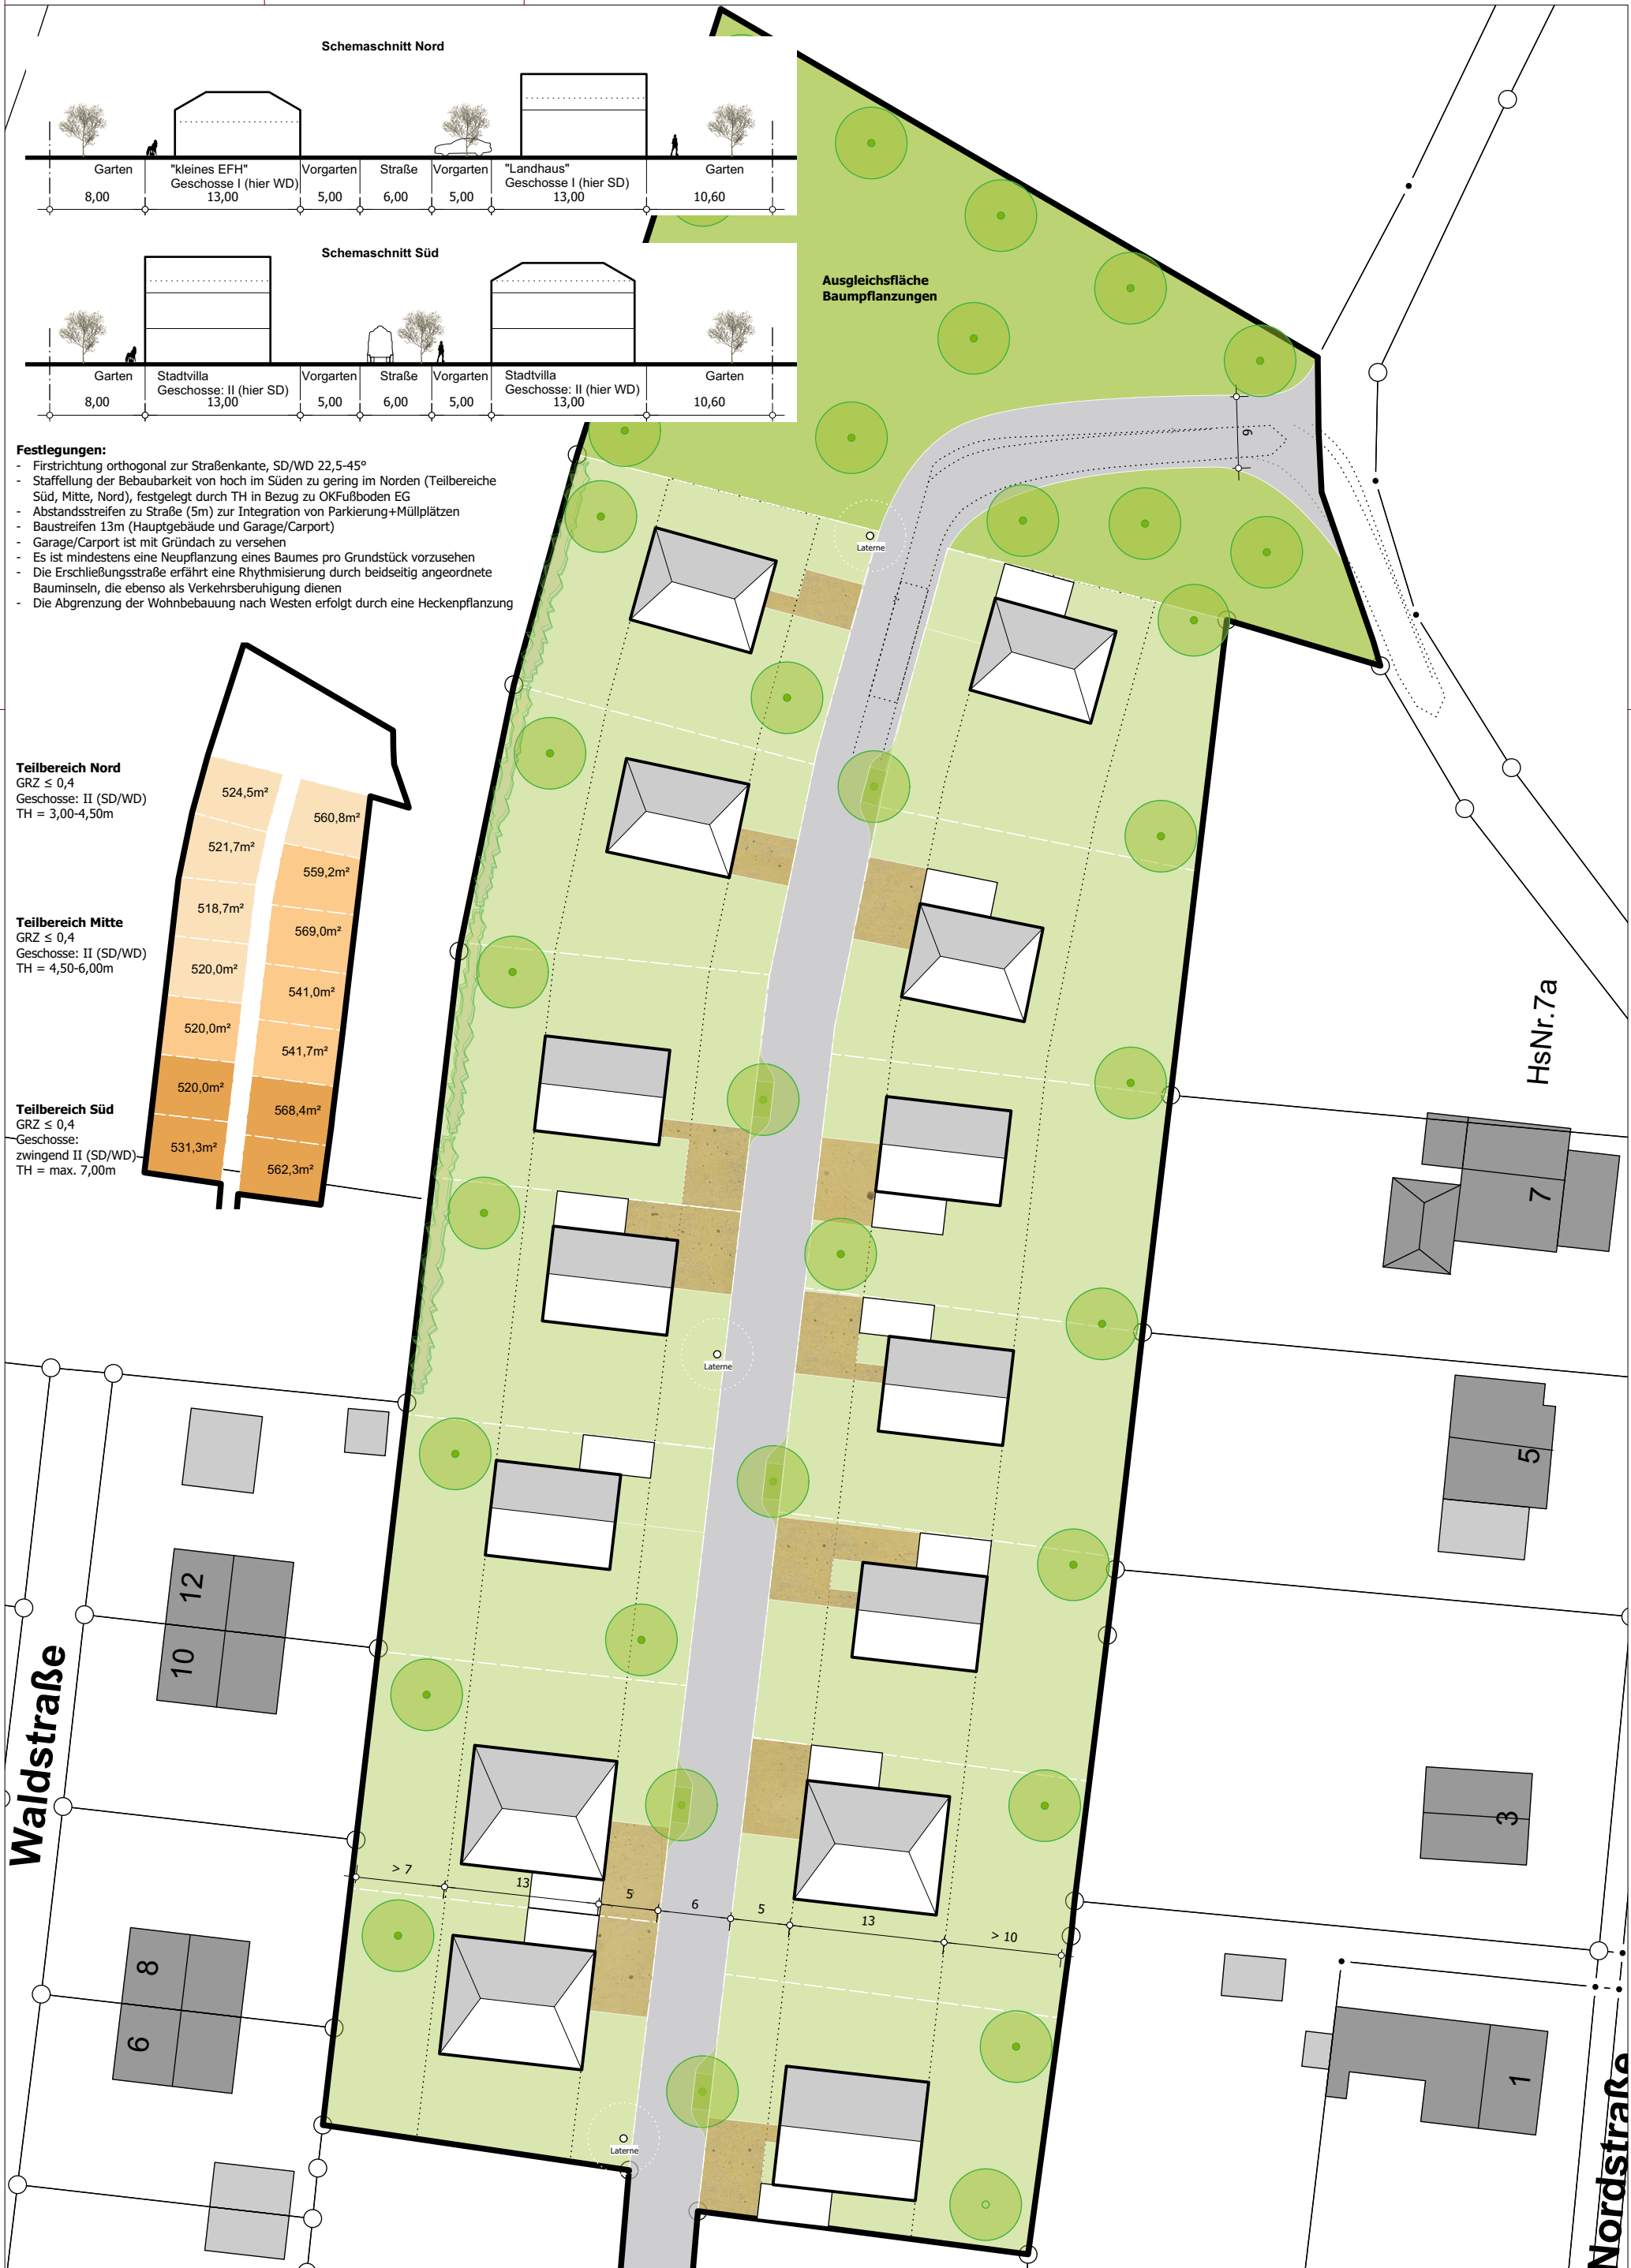 Schemaschnitt Nord
Garten
"kleines EFH"
Geschosse I (hier WD)
Vorgarten
Straße
Vorgarten
"Landhaus"
Geschosse I (hier SD)
Garten
8,00
13,00
5,00
6,00
5,00
13,00
10,60
Schemaschnitt Süd
Garten
Stadtvilla
Geschosse: II (hier SD)
Vorgarten
Straße
Vorgarten
Stadtvilla
Geschosse: II (hier WD)
Garten
8,00
13,00
5,00
6,00
5,00
13,00
10,60
Ausgleichsfläche
Baumpflanzungen
Festlegungen:
- Firstrichtung orthogonal zur Straßenkante, SD/WD 22,5-45°
- Staffellung der Bebaubarkeit von hoch im Süden zu gering im Norden (Teilbereiche
Süd, Mitte, Nord), festgelegt durch TH in Bezug zu OKFußboden EG
- Abstandsstreifen zu Straße (5m) zur Integration von Parkierung+Müllplätzen
- Baustreifen 13m (Hauptgebäude und Garage/Carport)
- Garage/Carport ist mit Gründach zu versehen
- Es ist mindestens eine Neupflanzung eines Baumes pro Grundstück vorzusehen
- Die Erschließungsstraße erfährt eine Rhythmisierung durch beidseitig angeordnete
Bauminseln, die ebenso als Verkehrsberuhigung dienen
- Die Abgrenzung der Wohnbebauung nach Westen erfolgt durch eine Heckenpflanzung
Teilbereich Nord
GRZ ≤ 0,4
Geschosse: II (SD/WD)
TH = 3,00-4,50m
Teilbereich Mitte
GRZ ≤ 0,4
Geschosse: II (SD/WD)
TH = 4,50-6,00m
Teilbereich Süd
GRZ ≤ 0,4
Geschosse:
zwingend II (SD/WD)
TH = max. 7,00m
524,5m²
560,8m²
521,7m²
559,2m²
518,7m²
569,0m²
520,0m²
541,0m²
520,0m²
541,7m²
520,0m²
568,4m²
531,3m²
562,3m²
6
Laterne
HsNr.7a
7
Laterne
5
12
10
Waldstraße
3
> 7
13
5
6
5
13
> 10
8
6
1
Laterne
Nordstraße